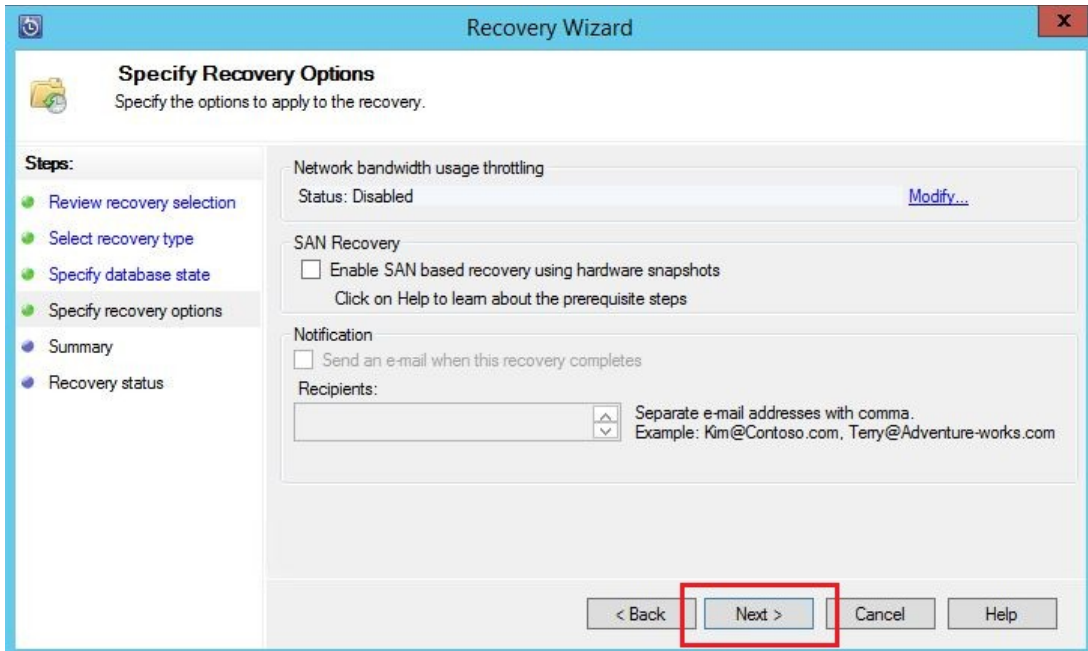 Recovery Wizard
x
Specify Recovery Options
Specify the options to apply to the recovery.
Steps:
Review recovery selection
Select recovery type
Specify database state
Specify recovery options
Summary
Recovery status
Network bandwidth usage throttling
Status: Disabled
Modify...
SAN Recovery
Enable SAN based recovery using hardware snapshots
Click on Help to learn about the prerequisite steps
Notification
Send an e-mail when this recovery completes
Recipients:
Separate e-mail addresses with comma.
Example: Kim@Contoso.com, Terry@Adventure-works.com
< Back
Next >
Cancel
Help